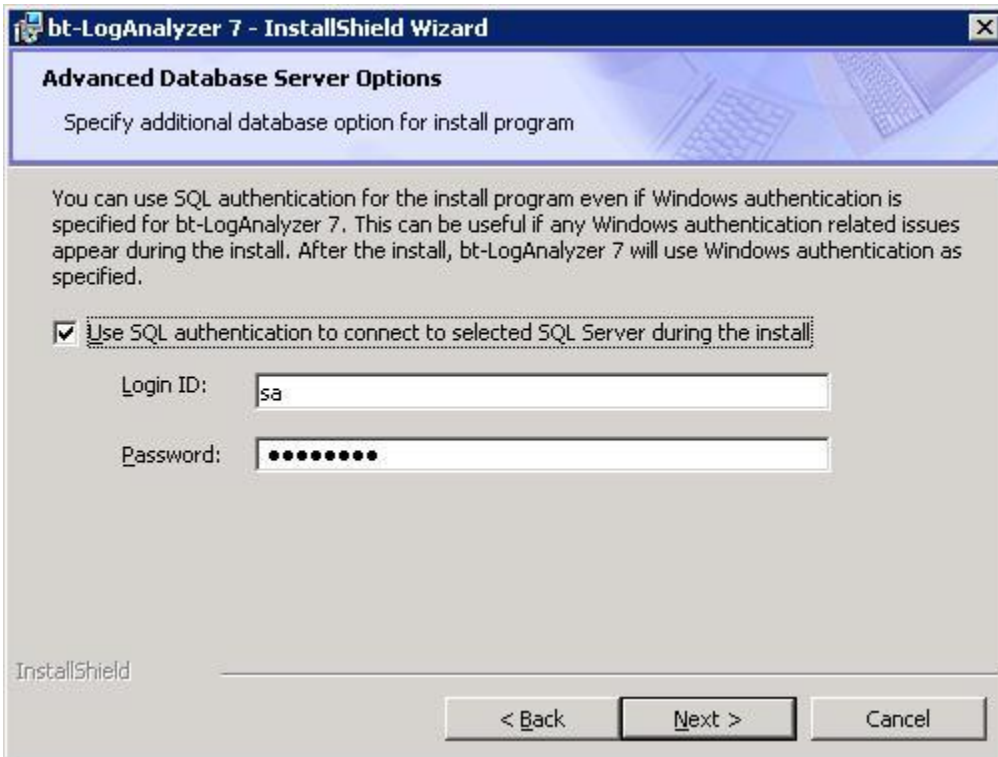 bt-LogAnalyzer 7 - InstallShield Wizard
Advanced Database Server Options
Specify additional database option for install program
You can use SQL authentication for the install program even if Windows authentication is
specified for bt-LogAnalyzer 7. This can be useful if any Windows authentication related issues
appear during the install. After the install, bt-LogAnalyzer 7 will use Windows authentication as
specified.
Use SQL authentication to connect to selected SQL Server during the install
Login ID:
sa
Password:
●●●●●●●●
InstallShield
< Back
Next >
Cancel